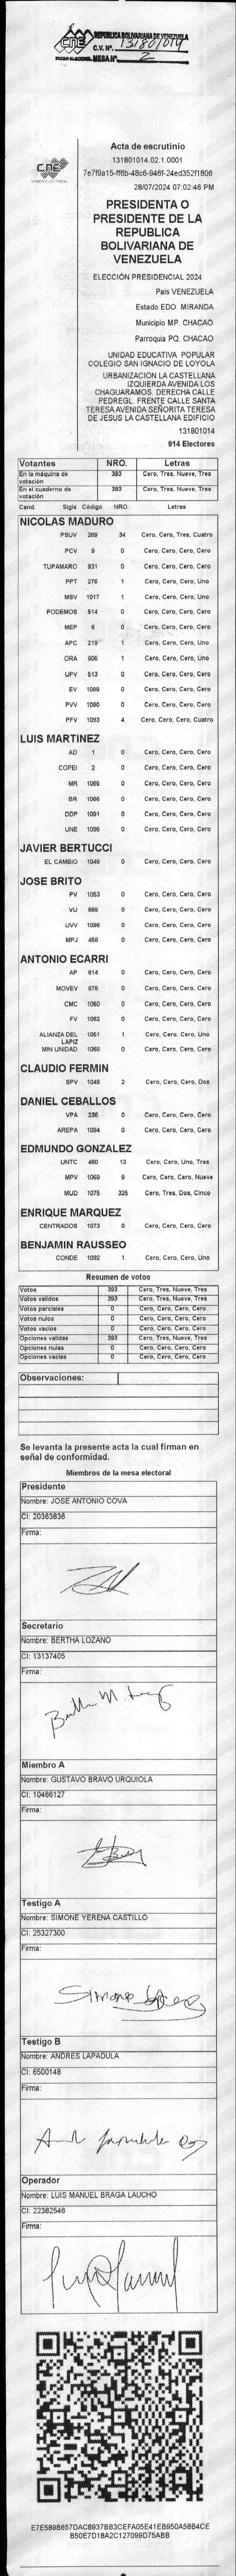 REPUBLICA BOLIVARIANA DE VENEZUELA
CNE
C.V. Nº. 131801014
PODER ELECTORAL MESA Nº. 2
Acta de escrutinio
131801014.02.1.0001
7e7f9a15-ff6b-48c6-946f-24ed352f1806
28/07/2024 07:02:46 PM
CNE
PRESIDENTA O
PRESIDENTE DE LA
REPUBLICA
BOLIVARIANA DE
VENEZUELA
ELECCIÓN PRESIDENCIAL 2024
Pais VENEZUELA
Estado EDO. MIRANDA
Municipio MP. CHACAO
Parroquia PQ. CHACAO
UNIDAD EDUCATIVA POPULAR
COLEGIO SAN IGNACIO DE LOYOLA
URBANIZACION LA CASTELLANA
IZQUIERDA AVENIDA LOS
CHAGUARAMOS. DERECHA CALLE
PEDREGL. FRENTE CALLE SANTA
TERESA AVENIDA SEÑORITA TERESA
DE JESUS LA CASTELLANA EDIFICIO
131801014
914 Electores
Votantes NRO. Letras
En la máquina de votación 393 Cero, Tres, Nueve, Tres
En el cuaderno de votación 393 Cero, Tres, Nueve, Tres
Cand. Sigla Código NRO. Letras
NICOLAS MADURO
PSUV 269 34 Cero, Cero, Tres, Cuatro
PCV 9 0 Cero, Cero, Cero, Cero
TUPAMARO 931 0 Cero, Cero, Cero, Cero
PPT 276 1 Cero, Cero, Cero, Uno
MSV 1017 1 Cero, Cero, Cero, Uno
PODEMOS 514 0 Cero, Cero, Cero, Cero
MEP 6 0 Cero, Cero, Cero, Cero
APC 219 1 Cero, Cero, Cero, Uno
ORA 906 1 Cero, Cero, Cero, Uno
UPV 513 0 Cero, Cero, Cero, Cero
EV 1089 0 Cero, Cero, Cero, Cero
PVV 1090 0 Cero, Cero, Cero, Cero
PFV 1093 4 Cero, Cero, Cero, Cuatro
LUIS MARTINEZ
AD 1 0 Cero, Cero, Cero, Cero
COPEI 2 0 Cero, Cero, Cero, Cero
MR 1065 0 Cero, Cero, Cero, Cero
BR 1066 0 Cero, Cero, Cero, Cero
DDP 1091 0 Cero, Cero, Cero, Cero
UNE 1095 0 Cero, Cero, Cero, Cero
JAVIER BERTUCCI
EL CAMBIO 1048 0 Cero, Cero, Cero, Cero
JOSE BRITO
PV 1053 0 Cero, Cero, Cero, Cero
VU 868 0 Cero, Cero, Cero, Cero
UVV 1096 0 Cero, Cero, Cero, Cero
MPJ 458 0 Cero, Cero, Cero, Cero
ANTONIO ECARRI
AP 814 0 Cero, Cero, Cero, Cero
MOVEV 878 0 Cero, Cero, Cero, Cero
CMC 1050 0 Cero, Cero, Cero, Cero
FV 1062 0 Cero, Cero, Cero, Cero
ALIANZA DEL LAPIZ 1051 1 Cero, Cero, Cero, Uno
MIN UNIDAD 1068 0 Cero, Cero, Cero, Cero
CLAUDIO FERMIN
SPV 1049 2 Cero, Cero, Cero, Dos
DANIEL CEBALLOS
VPA 236 0 Cero, Cero, Cero, Cero
AREPA 1094 0 Cero, Cero, Cero, Cero
EDMUNDO GONZALEZ
UNTC 460 13 Cero, Cero, Uno, Tres
MPV 1069 9 Cero, Cero, Cero, Nueve
MUD 1075 325 Cero, Tres, Dos, Cinco
ENRIQUE MARQUEZ
CENTRADOS 1073 0 Cero, Cero, Cero, Cero
BENJAMIN RAUSSEO
CONDE 1092 1 Cero, Cero, Cero, Uno
Resumen de votos
Votos 393 Cero, Tres, Nueve, Tres
Votos validos 393 Cero, Tres, Nueve, Tres
Votos parciales 0 Cero, Cero, Cero, Cero
Votos nulos 0 Cero, Cero, Cero, Cero
Votos vacios 0 Cero, Cero, Cero, Cero
Opciones validas 393 Cero, Tres, Nueve, Tres
Opciones nulas 0 Cero, Cero, Cero, Cero
Opciones vacias 0 Cero, Cero, Cero, Cero
Observaciones:
Se levanta la presente acta la cual firman en
señal de conformidad.
Miembros de la mesa electoral
Presidente
Nombre: JOSE ANTONIO COVA
CI: 20363836
Firma:
Secretario
Nombre: BERTHA LOZANO
CI: 13137405
Firma:
Miembro A
Nombre: GUSTAVO BRAVO URQUIOLA
CI: 10466127
Firma:
Testigo A
Nombre: SIMONE YERENA CASTILLO
CI: 25327300
Firma:
Simone
Testigo B
Nombre: ANDRES LAPADULA
CI: 6500148
Firma:
Operador
Nombre: LUIS MANUEL BRAGA LAUCHO
CI: 22382546
Firma:
E7E589B657DAC8937BB3CEFA05E41EB950A58B4CE
B50E7D18A2C127099D75ABB